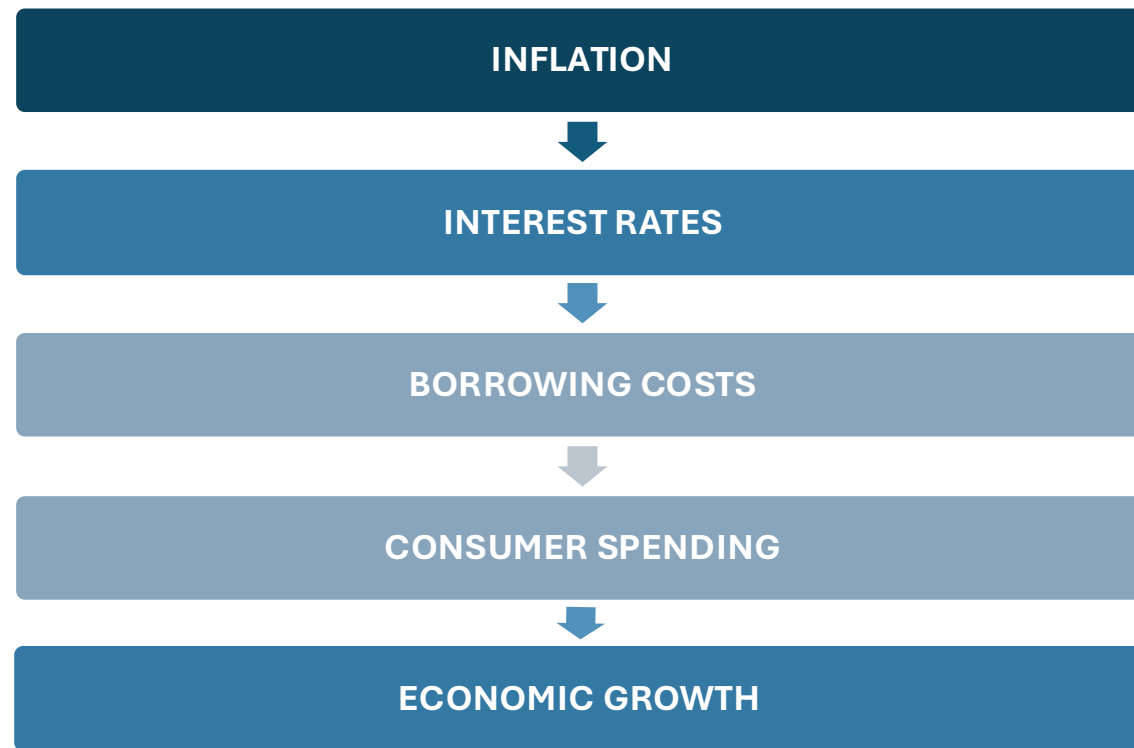 INFLATION
INTEREST RATES
BORROWING COSTS
CONSUMER SPENDING
ECONOMIC GROWTH